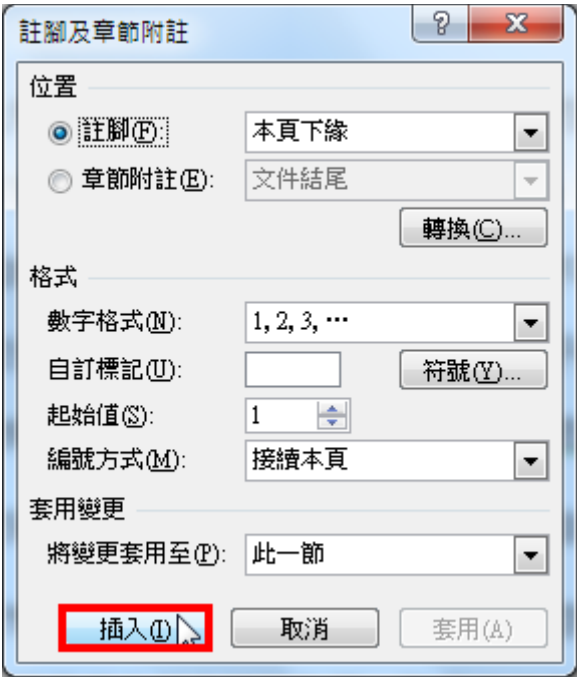 註腳及章節附註
位置
註腳(F): 本頁下緣
章節附註(E): 文件結尾
轉換(C)...
格式
數字格式(N): 1, 2, 3, …
自訂標記(U): 符號(Y)...
起始值(S): 1
編號方式(M): 接續本頁
套用變更
將變更套用至(P): 此一節
插入(I) 取消 套用(A)